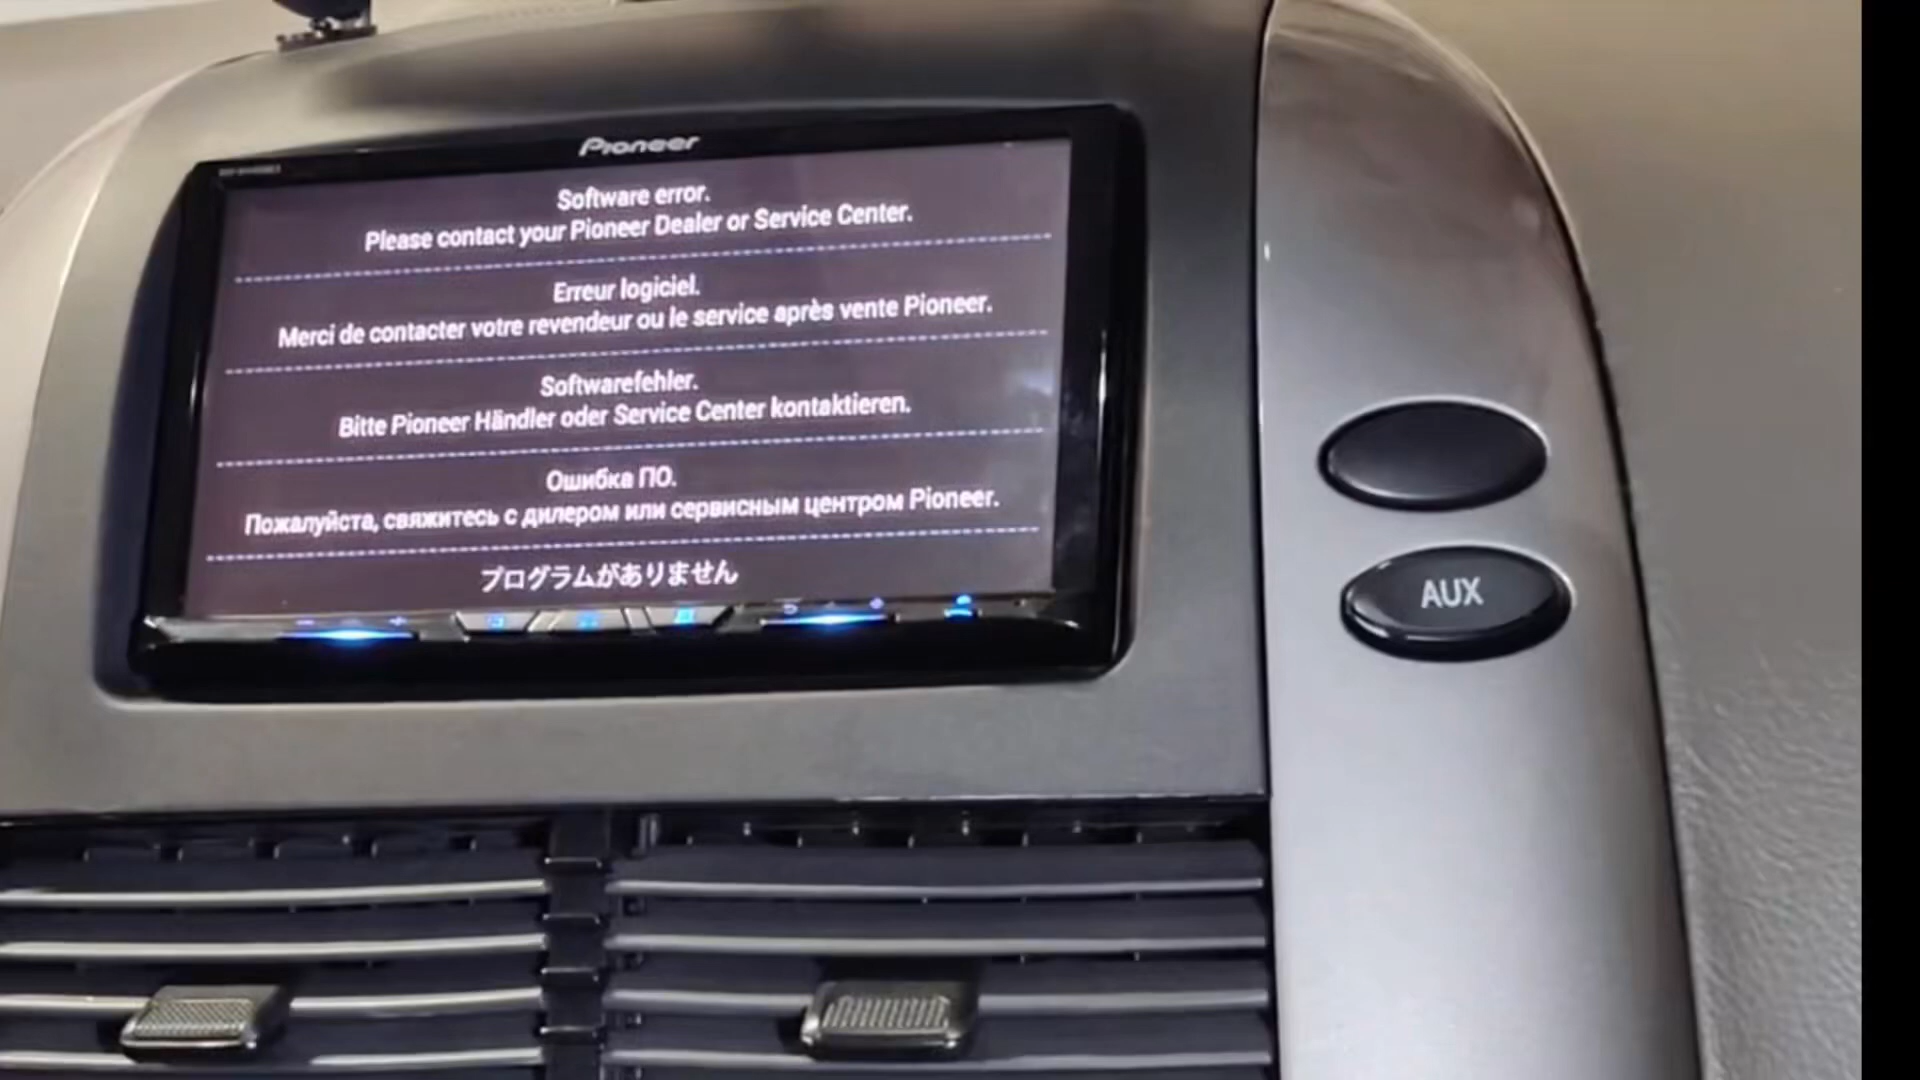 Pioneer
Software error.
Please contact your Pioneer Dealer or Service Center.
Erreur logiciel.
Merci de contacter votre revendeur ou le service après vente Pioneer.
Softwarefehler.
Bitte Pioneer Händler oder Service Center kontaktieren.
Ошибка ПО.
Пожалуйста, свяжитесь с дилером или сервисным центром Pioneer.
プログラムがありません
AUX